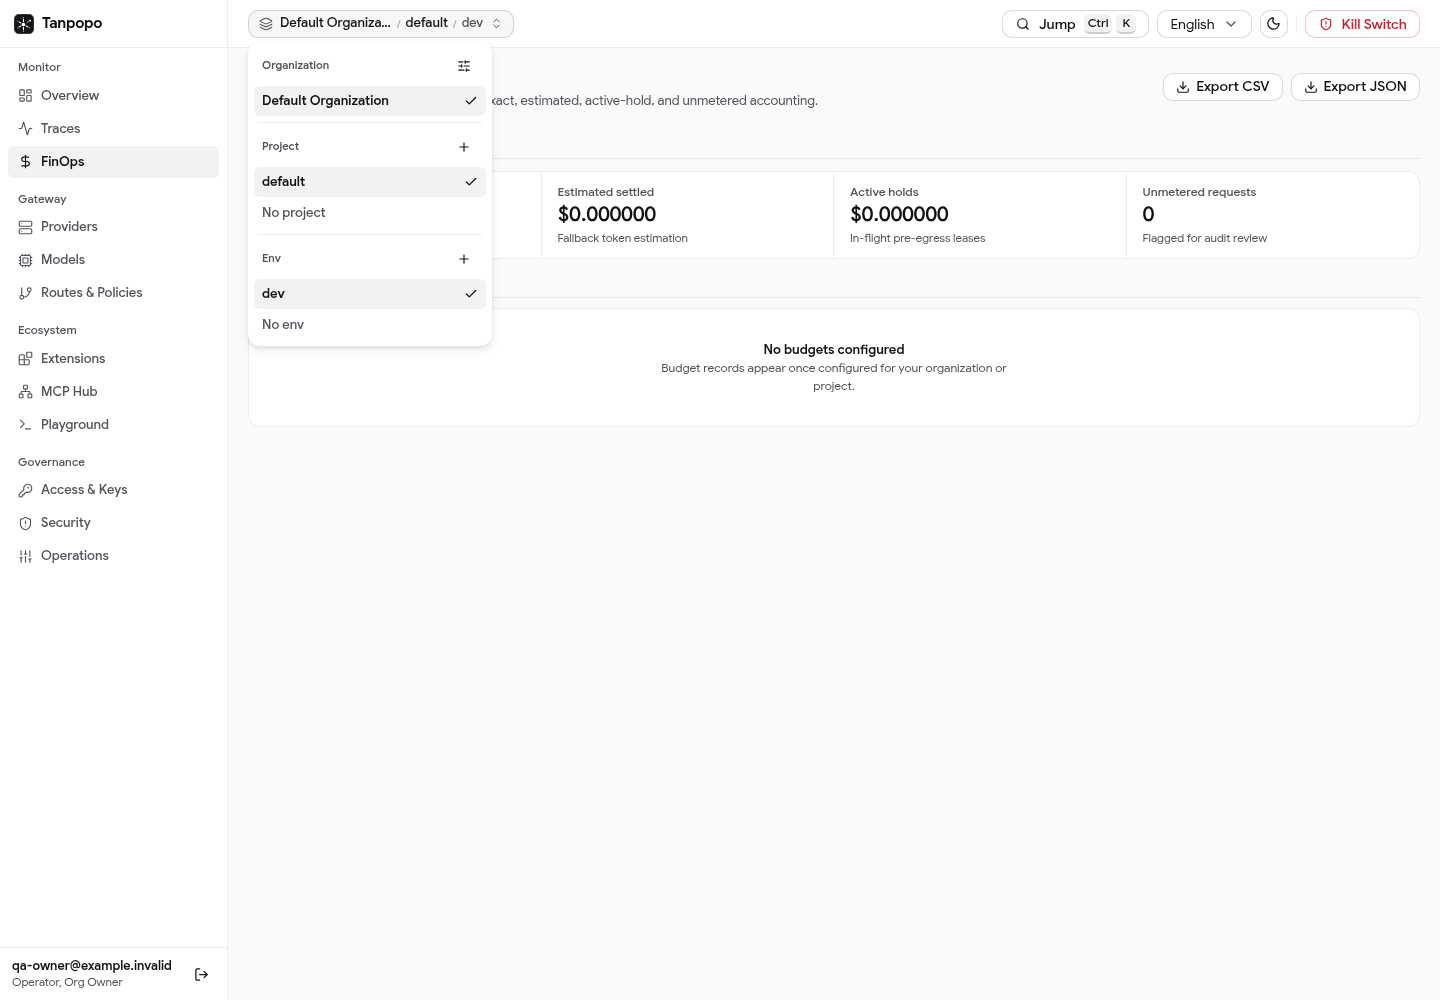 Tanpopo
Default Organiza... / default / dev
Jump Ctrl K
English
Kill Switch
Monitor
Overview
Traces
FinOps
Gateway
Providers
Models
Routes & Policies
Ecosystem
Extensions
MCP Hub
Playground
Governance
Access & Keys
Security
Operations
qa-owner@example.invalid
Operator, Org Owner
Organization
Default Organization
Project
default
No project
Env
dev
No env
xact, estimated, active-hold, and unmetered accounting.
Export CSV
Export JSON
Estimated settled
$0.000000
Fallback token estimation
Active holds
$0.000000
In-flight pre-egress leases
Unmetered requests
0
Flagged for audit review
No budgets configured
Budget records appear once configured for your organization or
project.